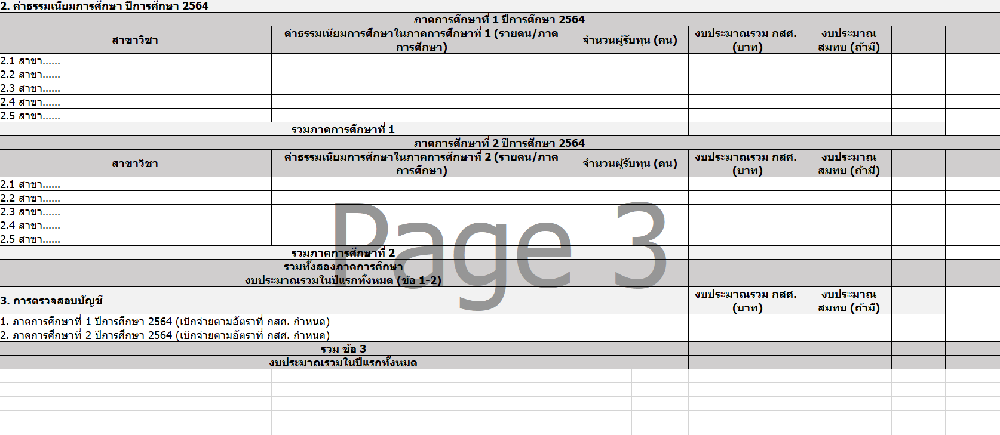 2. ค่าธรรมเนียมการศึกษา ปีการศึกษา 2564
ภาคการศึกษาที่ 1 ปีการศึกษา 2564
สาขาวิชา
ค่าธรรมเนียมการศึกษาในภาคการศึกษาที่ 1 (รายคน/ภาค
การศึกษา)
จำนวนผู้รับทุน (คน)
งบประมาณรวม กสศ.
(บาท)
งบประมาณ
สมทบ (ถ้ามี)
2.1 สาขา......
2.2 สาขา......
2.3 สาขา......
2.4 สาขา......
2.5 สาขา......
รวมภาคการศึกษาที่ 1
ภาคการศึกษาที่ 2 ปีการศึกษา 2564
สาขาวิชา
ค่าธรรมเนียมการศึกษาในภาคการศึกษาที่ 2 (รายคน/ภาค
การศึกษา)
จำนวนผู้รับทุน (คน)
งบประมาณรวม กสศ.
(บาท)
งบประมาณ
สมทบ (ถ้ามี)
2.1 สาขา......
2.2 สาขา......
2.3 สาขา......
2.4 สาขา......
2.5 สาขา......
Page 3
รวมภาคการศึกษาที่ 2
รวมทั้งสองภาคการศึกษา
งบประมาณรวมในปีแรกทั้งหมด (ข้อ 1-2)
3. การตรวจสอบบัญชี
งบประมาณรวม กสศ.
(บาท)
งบประมาณ
สมทบ (ถ้ามี)
1. ภาคการศึกษาที่ 1 ปีการศึกษา 2564 (เบิกจ่ายตามอัตราที่ กสศ. กำหนด)
2. ภาคการศึกษาที่ 2 ปีการศึกษา 2564 (เบิกจ่ายตามอัตราที่ กสศ. กำหนด)
รวม ข้อ 3
งบประมาณรวมในปีแรกทั้งหมด